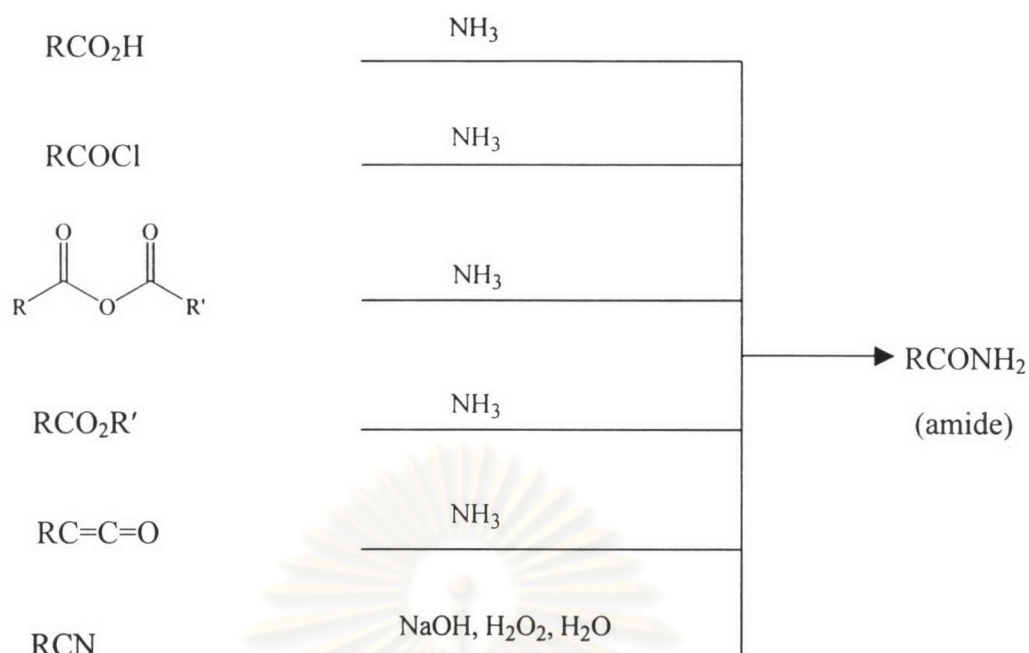 RCO₂H NH₃
RCOCl NH₃
O O
R O R' NH₃
RCONH₂
RCO₂R′ NH₃ (amide)
RC=C=O NH₃
RCN NaOH, H₂O₂, H₂O